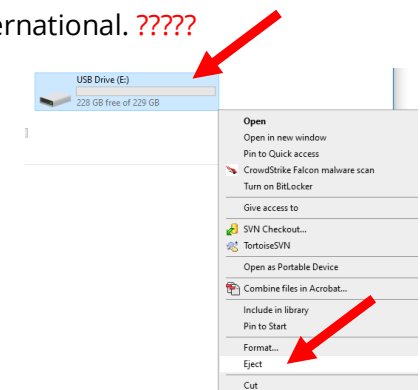 ernational. ?????
USB Drive (E:)
228 GB free of 229 GB
Open
Open in new window
Pin to Quick access
CrowdStrike Falcon malware scan
Turn on BitLocker
Give access to
SVN Checkout...
TortoiseSVN
Open as Portable Device
Combine files in Acrobat...
Include in library
Pin to Start
Format...
Eject
Cut